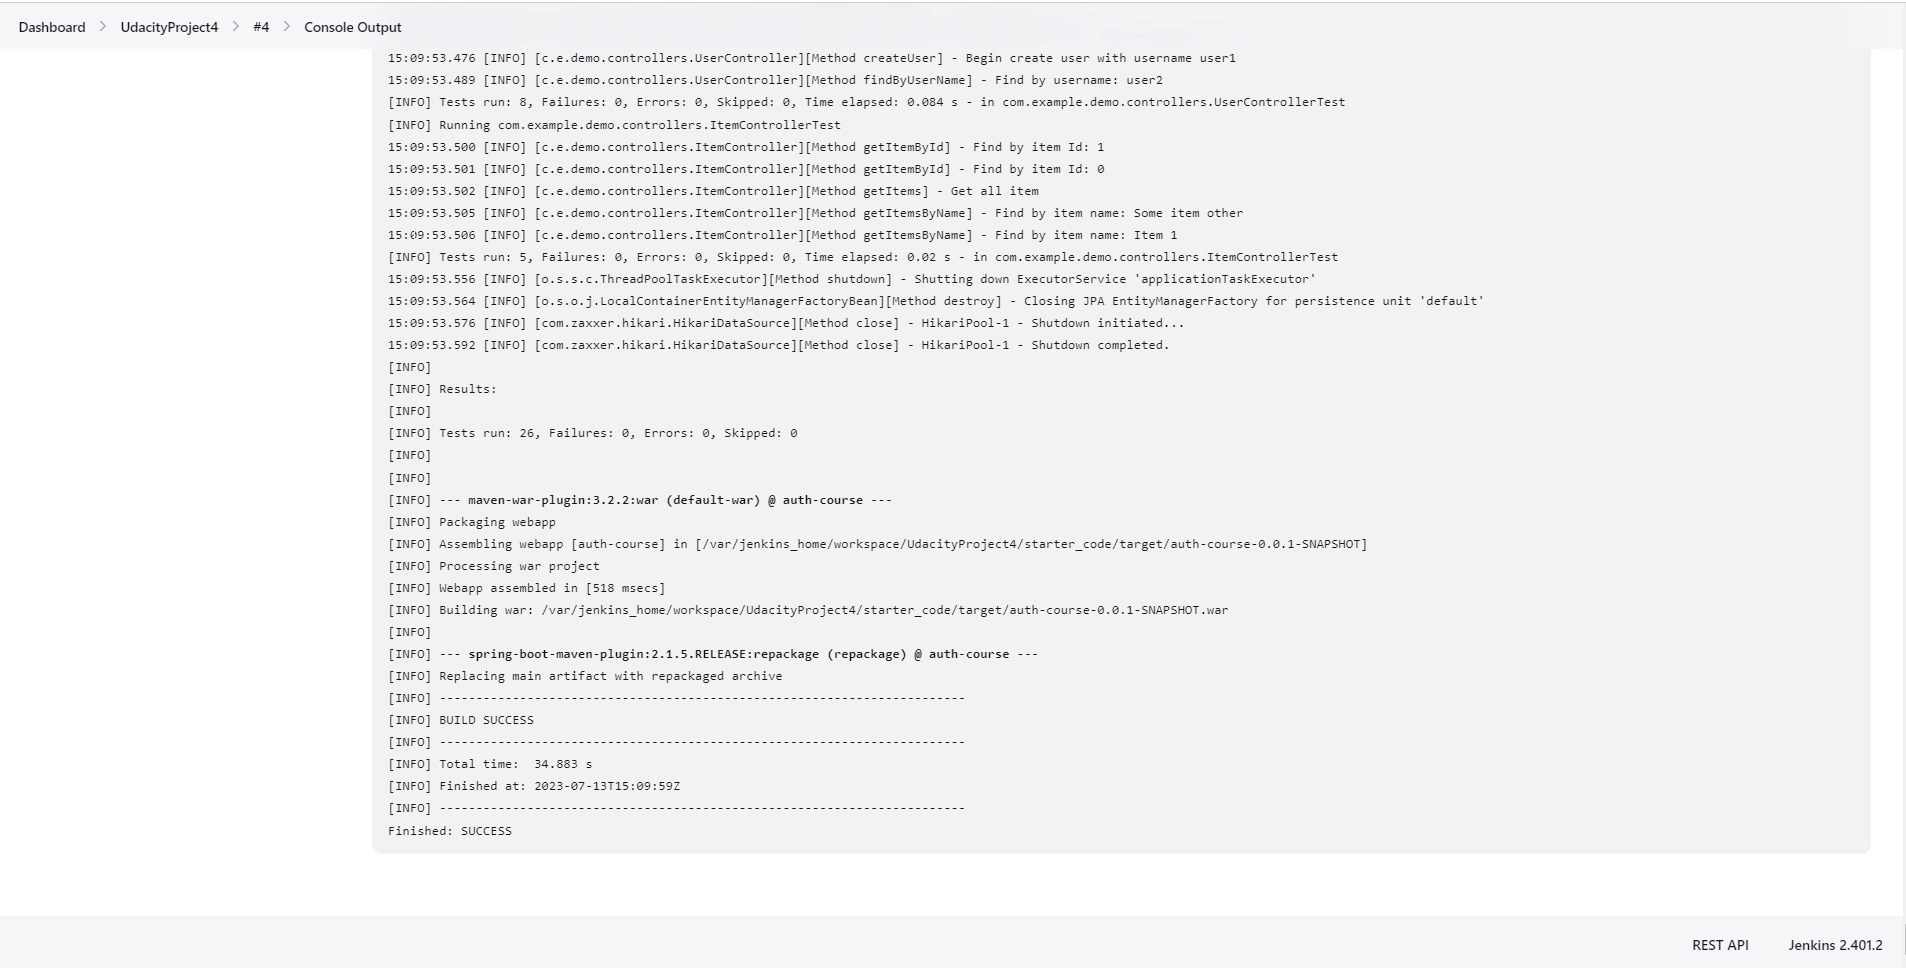 Dashboard > UdacityProject4 > #4 > Console Output
15:09:53.476 [INFO] [c.e.demo.controllers.UserController][Method createUser] - Begin create user with username user1
15:09:53.489 [INFO] [c.e.demo.controllers.UserController][Method findByUserName] - Find by username: user2
[INFO] Tests run: 8, Failures: 0, Errors: 0, Skipped: 0, Time elapsed: 0.084 s - in com.example.demo.controllers.UserControllerTest
[INFO] Running com.example.demo.controllers.ItemControllerTest
15:09:53.500 [INFO] [c.e.demo.controllers.ItemController][Method getItemById] - Find by item Id: 1
15:09:53.501 [INFO] [c.e.demo.controllers.ItemController][Method getItemById] - Find by item Id: 0
15:09:53.502 [INFO] [c.e.demo.controllers.ItemController][Method getItems] - Get all item
15:09:53.505 [INFO] [c.e.demo.controllers.ItemController][Method getItemsByName] - Find by item name: Some item other
15:09:53.506 [INFO] [c.e.demo.controllers.ItemController][Method getItemsByName] - Find by item name: Item 1
[INFO] Tests run: 5, Failures: 0, Errors: 0, Skipped: 0, Time elapsed: 0.02 s - in com.example.demo.controllers.ItemControllerTest
15:09:53.556 [INFO] [o.s.s.c.ThreadPoolTaskExecutor][Method shutdown] - Shutting down ExecutorService 'applicationTaskExecutor'
15:09:53.564 [INFO] [o.s.o.j.LocalContainerEntityManagerFactoryBean][Method destroy] - Closing JPA EntityManagerFactory for persistence unit 'default'
15:09:53.576 [INFO] [com.zaxxer.hikari.HikariDataSource][Method close] - HikariPool-1 - Shutdown initiated...
15:09:53.592 [INFO] [com.zaxxer.hikari.HikariDataSource][Method close] - HikariPool-1 - Shutdown completed.
[INFO]
[INFO] Results:
[INFO]
[INFO] Tests run: 26, Failures: 0, Errors: 0, Skipped: 0
[INFO]
[INFO]
[INFO] --- maven-war-plugin:3.2.2:war (default-war) @ auth-course ---
[INFO] Packaging webapp
[INFO] Assembling webapp [auth-course] in [/var/jenkins_home/workspace/UdacityProject4/starter_code/target/auth-course-0.0.1-SNAPSHOT]
[INFO] Processing war project
[INFO] Webapp assembled in [518 msecs]
[INFO] Building war: /var/jenkins_home/workspace/UdacityProject4/starter_code/target/auth-course-0.0.1-SNAPSHOT.war
[INFO]
[INFO] --- spring-boot-maven-plugin:2.1.5.RELEASE:repackage (repackage) @ auth-course ---
[INFO] Replacing main artifact with repackaged archive
[INFO] ------------------------------------------------------------------------
[INFO] BUILD SUCCESS
[INFO] ------------------------------------------------------------------------
[INFO] Total time:  34.883 s
[INFO] Finished at: 2023-07-13T15:09:59Z
[INFO] ------------------------------------------------------------------------
Finished: SUCCESS
REST API Jenkins 2.401.2